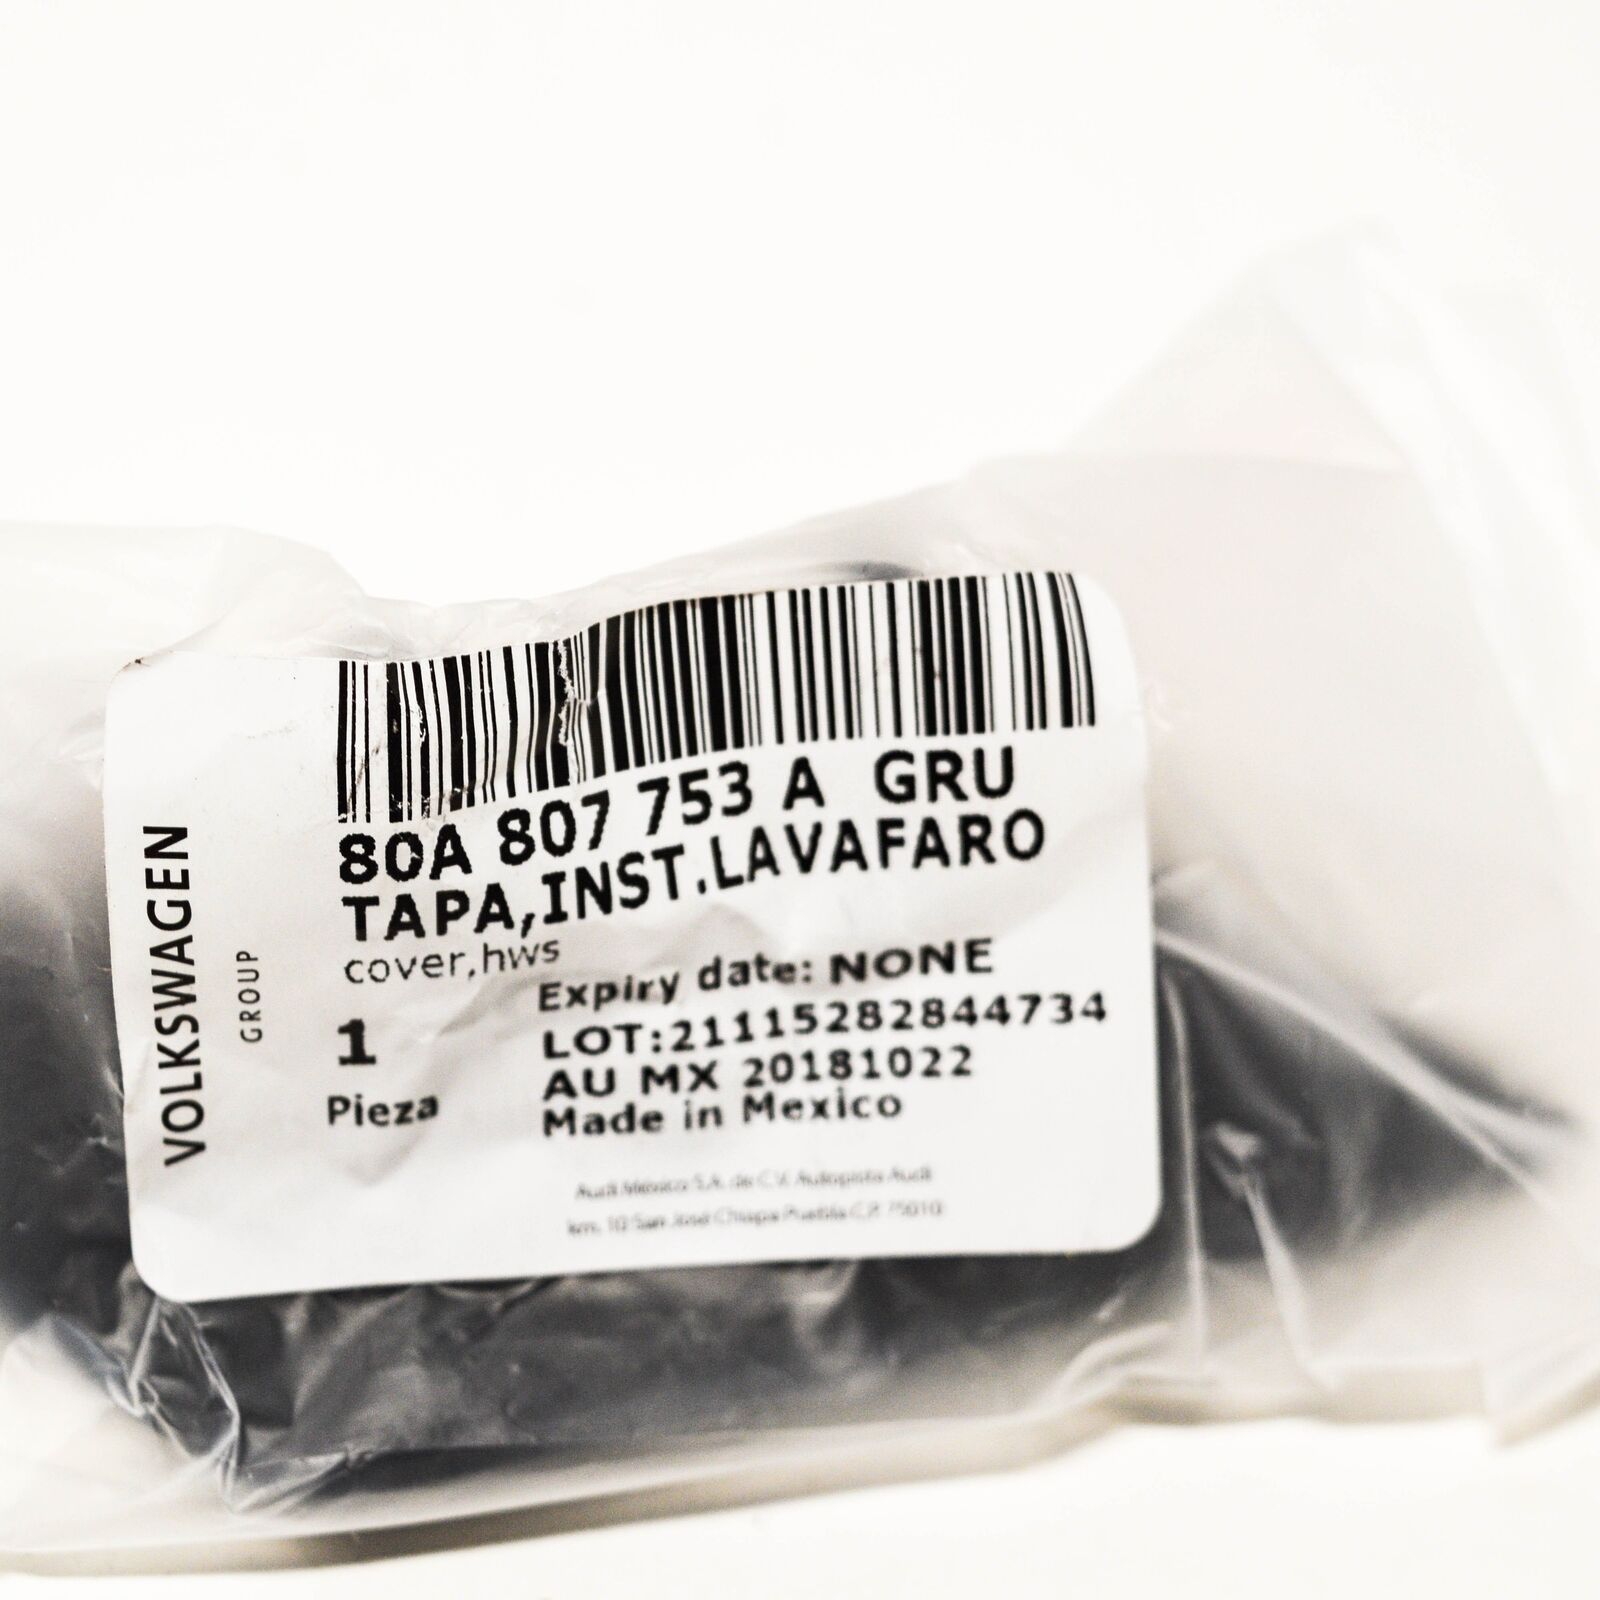 VOLKSWAGEN
GROUP
80A 807 753 A GRU
TAPA,INST.LAVAFARO
cover,hws
Expiry date: NONE
1
LOT:21115282844734
Pieza
AU MX 20181022
Made in Mexico
Audi México S.A. de C.V. Autopista Audi
km. 10 San José Chiapa Puebla C.P. 75010